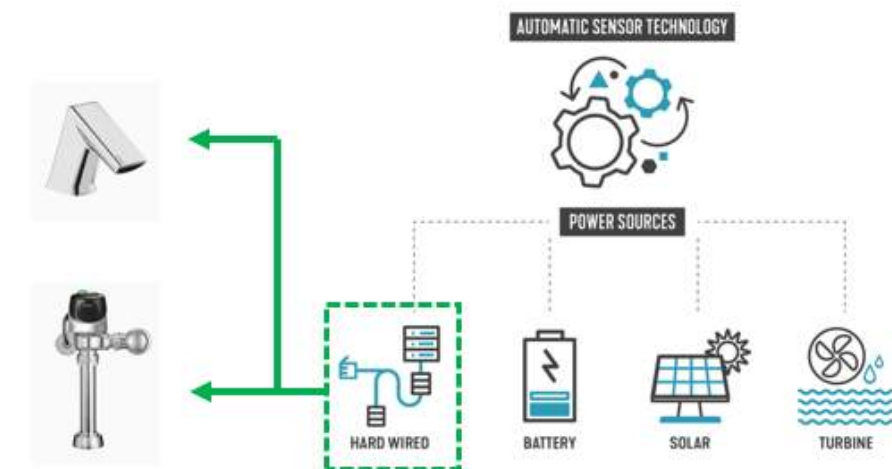 AUTOMATIC SENSOR TECHNOLOGY
POWER SOURCES
HARD WIRED
BATTERY
SOLAR
TURBINE